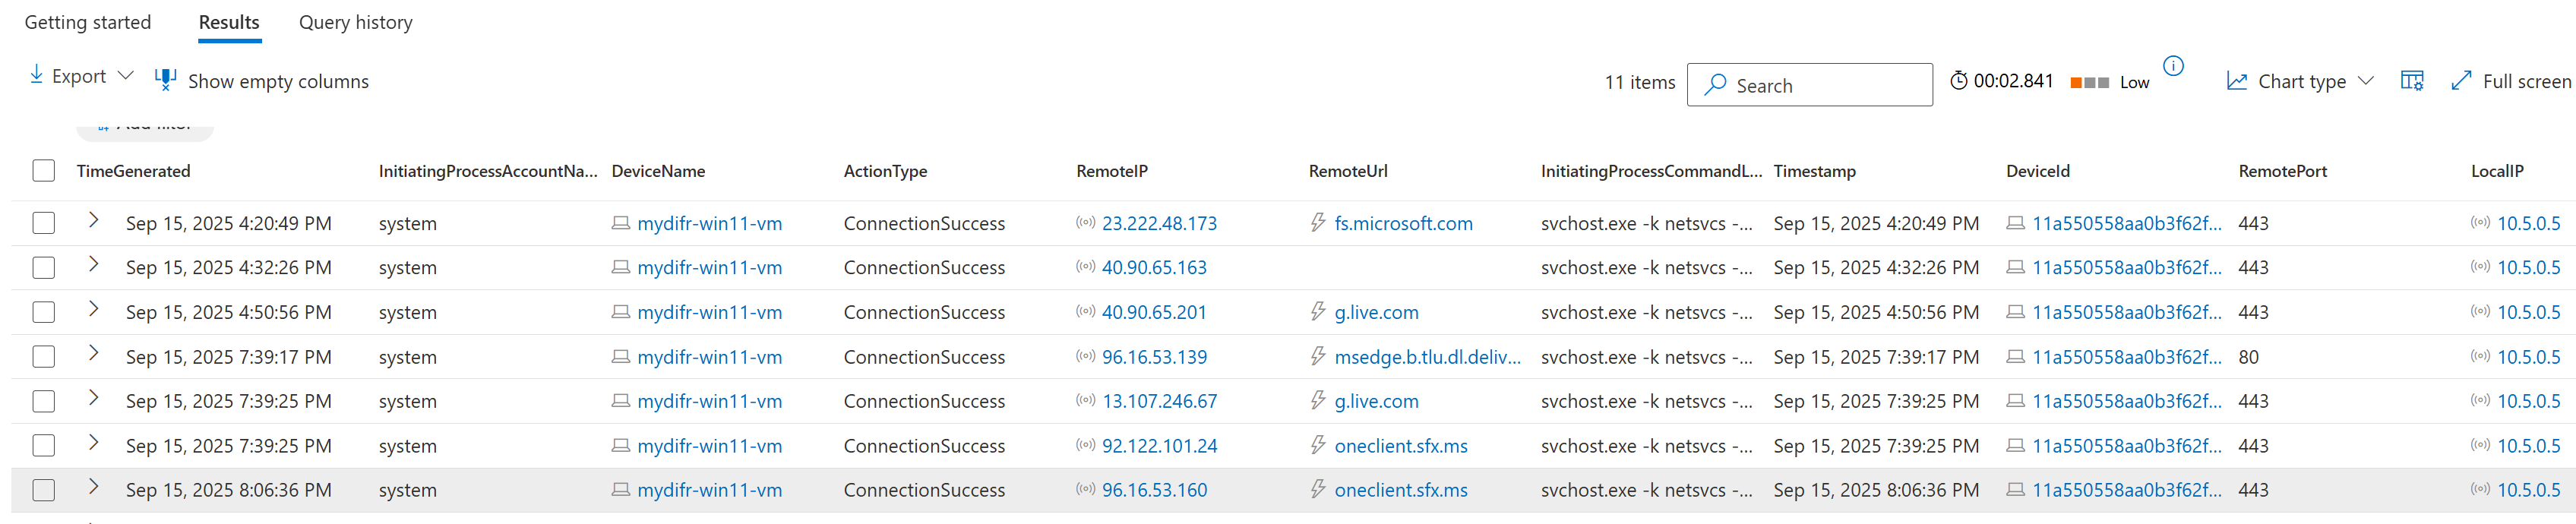 Getting started Results Query history
Export Show empty columns 11 items Search 00:02.841 Low Chart type Full screen
Add filter
TimeGenerated InitiatingProcessAccountNa... DeviceName ActionType RemoteIP RemoteUrl InitiatingProcessCommandL... Timestamp DeviceId RemotePort LocalIP
Sep 15, 2025 4:20:49 PM system mydifr-win11-vm ConnectionSuccess 23.222.48.173 fs.microsoft.com svchost.exe -k netsvcs -... Sep 15, 2025 4:20:49 PM 11a550558aa0b3f62f... 443 10.5.0.5
Sep 15, 2025 4:32:26 PM system mydifr-win11-vm ConnectionSuccess 40.90.65.163 svchost.exe -k netsvcs -... Sep 15, 2025 4:32:26 PM 11a550558aa0b3f62f... 443 10.5.0.5
Sep 15, 2025 4:50:56 PM system mydifr-win11-vm ConnectionSuccess 40.90.65.201 g.live.com svchost.exe -k netsvcs -... Sep 15, 2025 4:50:56 PM 11a550558aa0b3f62f... 443 10.5.0.5
Sep 15, 2025 7:39:17 PM system mydifr-win11-vm ConnectionSuccess 96.16.53.139 msedge.b.tlu.dl.deliv... svchost.exe -k netsvcs -... Sep 15, 2025 7:39:17 PM 11a550558aa0b3f62f... 80 10.5.0.5
Sep 15, 2025 7:39:25 PM system mydifr-win11-vm ConnectionSuccess 13.107.246.67 g.live.com svchost.exe -k netsvcs -... Sep 15, 2025 7:39:25 PM 11a550558aa0b3f62f... 443 10.5.0.5
Sep 15, 2025 7:39:25 PM system mydifr-win11-vm ConnectionSuccess 92.122.101.24 oneclient.sfx.ms svchost.exe -k netsvcs -... Sep 15, 2025 7:39:25 PM 11a550558aa0b3f62f... 443 10.5.0.5
Sep 15, 2025 8:06:36 PM system mydifr-win11-vm ConnectionSuccess 96.16.53.160 oneclient.sfx.ms svchost.exe -k netsvcs -... Sep 15, 2025 8:06:36 PM 11a550558aa0b3f62f... 443 10.5.0.5